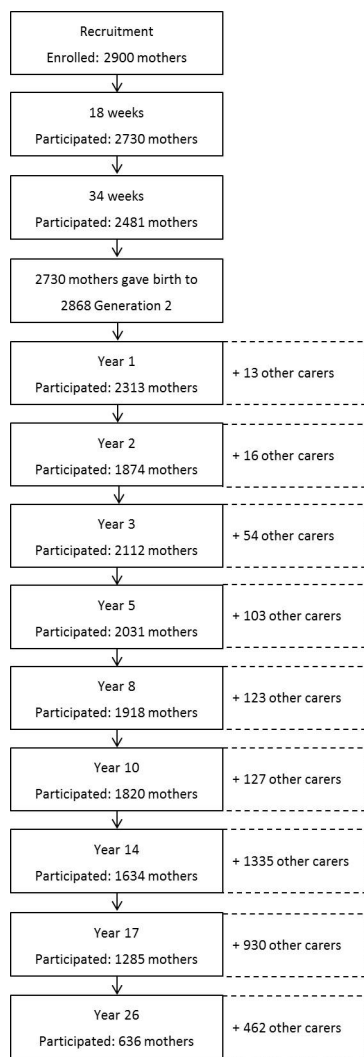 Recruitment
Enrolled: 2900 mothers
18 weeks
Participated: 2730 mothers
34 weeks
Participated: 2481 mothers
2730 mothers gave birth to
2868 Generation 2
Year 1
Participated: 2313 mothers
+ 13 other carers
Year 2
Participated: 1874 mothers
+ 16 other carers
Year 3
Participated: 2112 mothers
+ 54 other carers
Year 5
Participated: 2031 mothers
+ 103 other carers
Year 8
Participated: 1918 mothers
+ 123 other carers
Year 10
Participated: 1820 mothers
+ 127 other carers
Year 14
Participated: 1634 mothers
+ 1335 other carers
Year 17
Participated: 1285 mothers
+ 930 other carers
Year 26
Participated: 636 mothers
+ 462 other carers